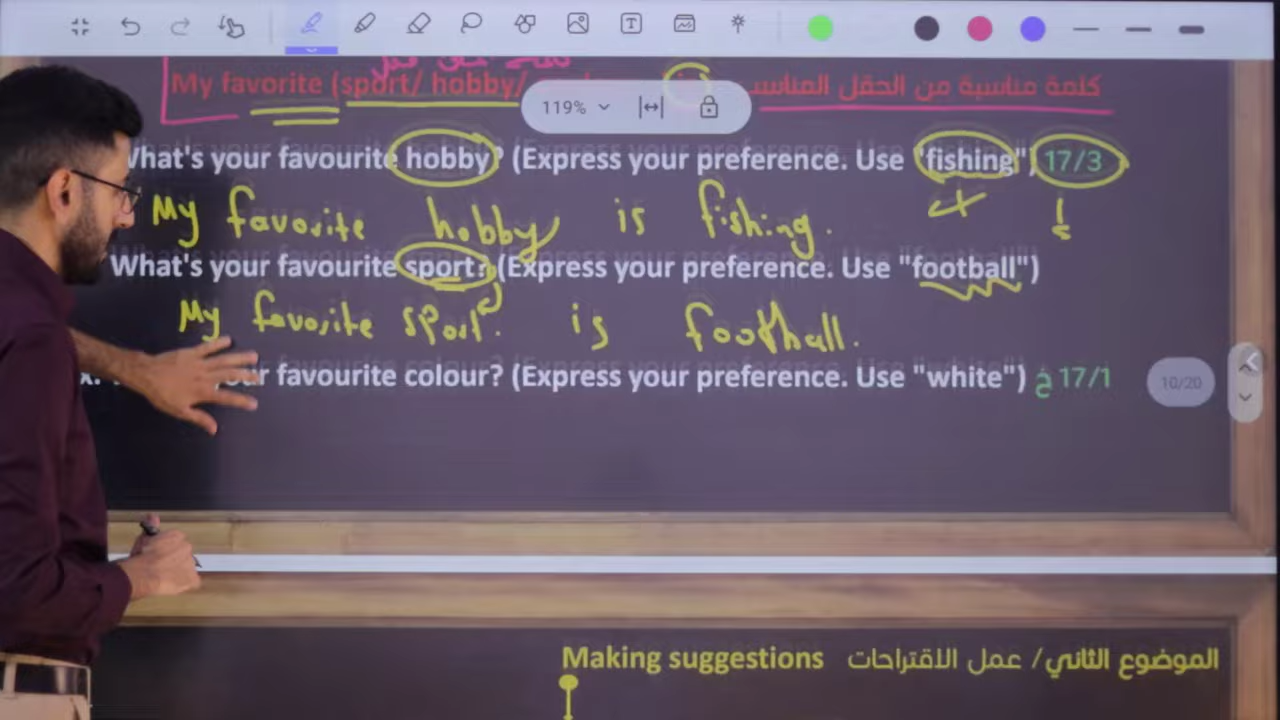 119%
My favorite (sport/ hobby/ كلمة مناسبة من الحقل المناسب
What's your favourite hobby? (Express your preference. Use "fishing") 17/3
My favorite hobby is fishing.
What's your favourite sport? (Express your preference. Use "football")
My favorite sport. is football.
favourite colour? (Express your preference. Use "white") 17/1 خ
10/20
Making suggestions الموضوع الثاني/ عمل الاقتراحات